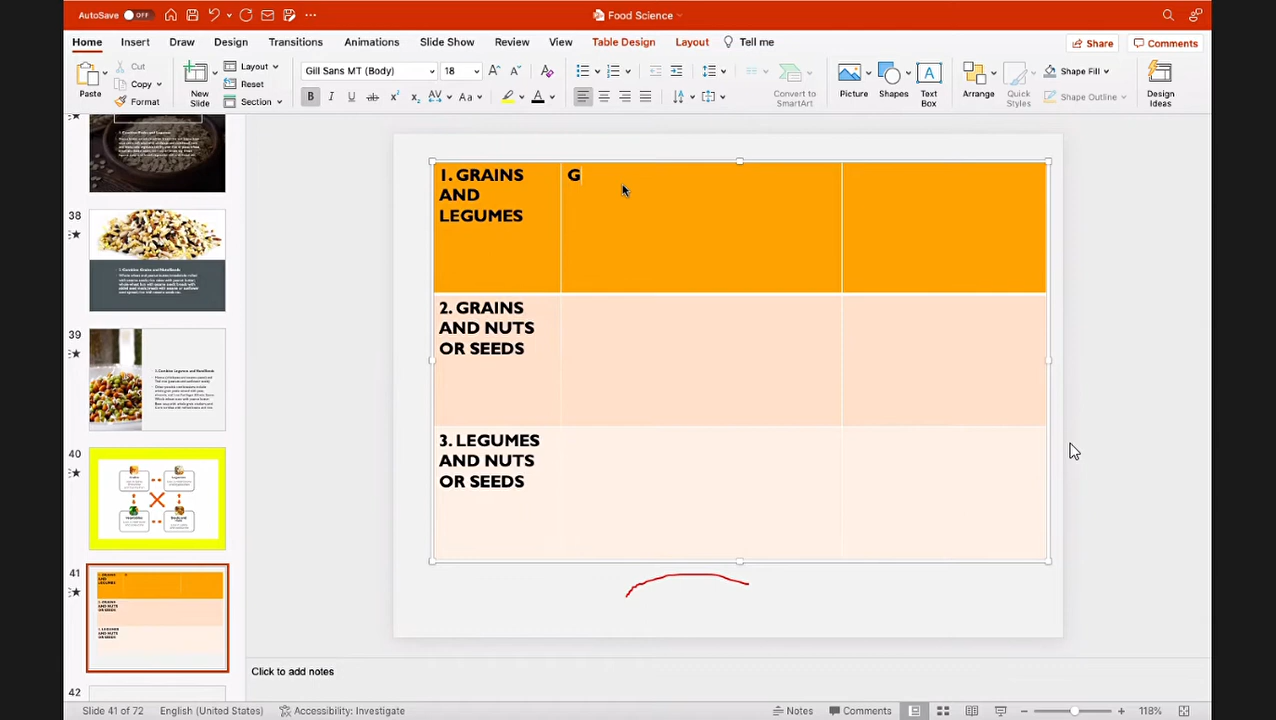 AutoSave OFF
Food Science
Home Insert Draw Design Transitions Animations Slide Show Review View Table Design Layout Tell me
Share Comments
Paste
Cut
Copy
Format
New
Slide
Layout
Reset
Section
Gill Sans MT (Body) 18
Convert to
SmartArt
Picture
Shapes
Text
Box
Arrange
Quick
Styles
Shape Fill
Shape Outline
Design
Ideas
38
39
40
41
42
1. GRAINS
AND
LEGUMES
G
2. GRAINS
AND NUTS
OR SEEDS
3. LEGUMES
AND NUTS
OR SEEDS
Click to add notes
Slide 41 of 72 English (United States) Accessibility: Investigate Notes Comments 118%